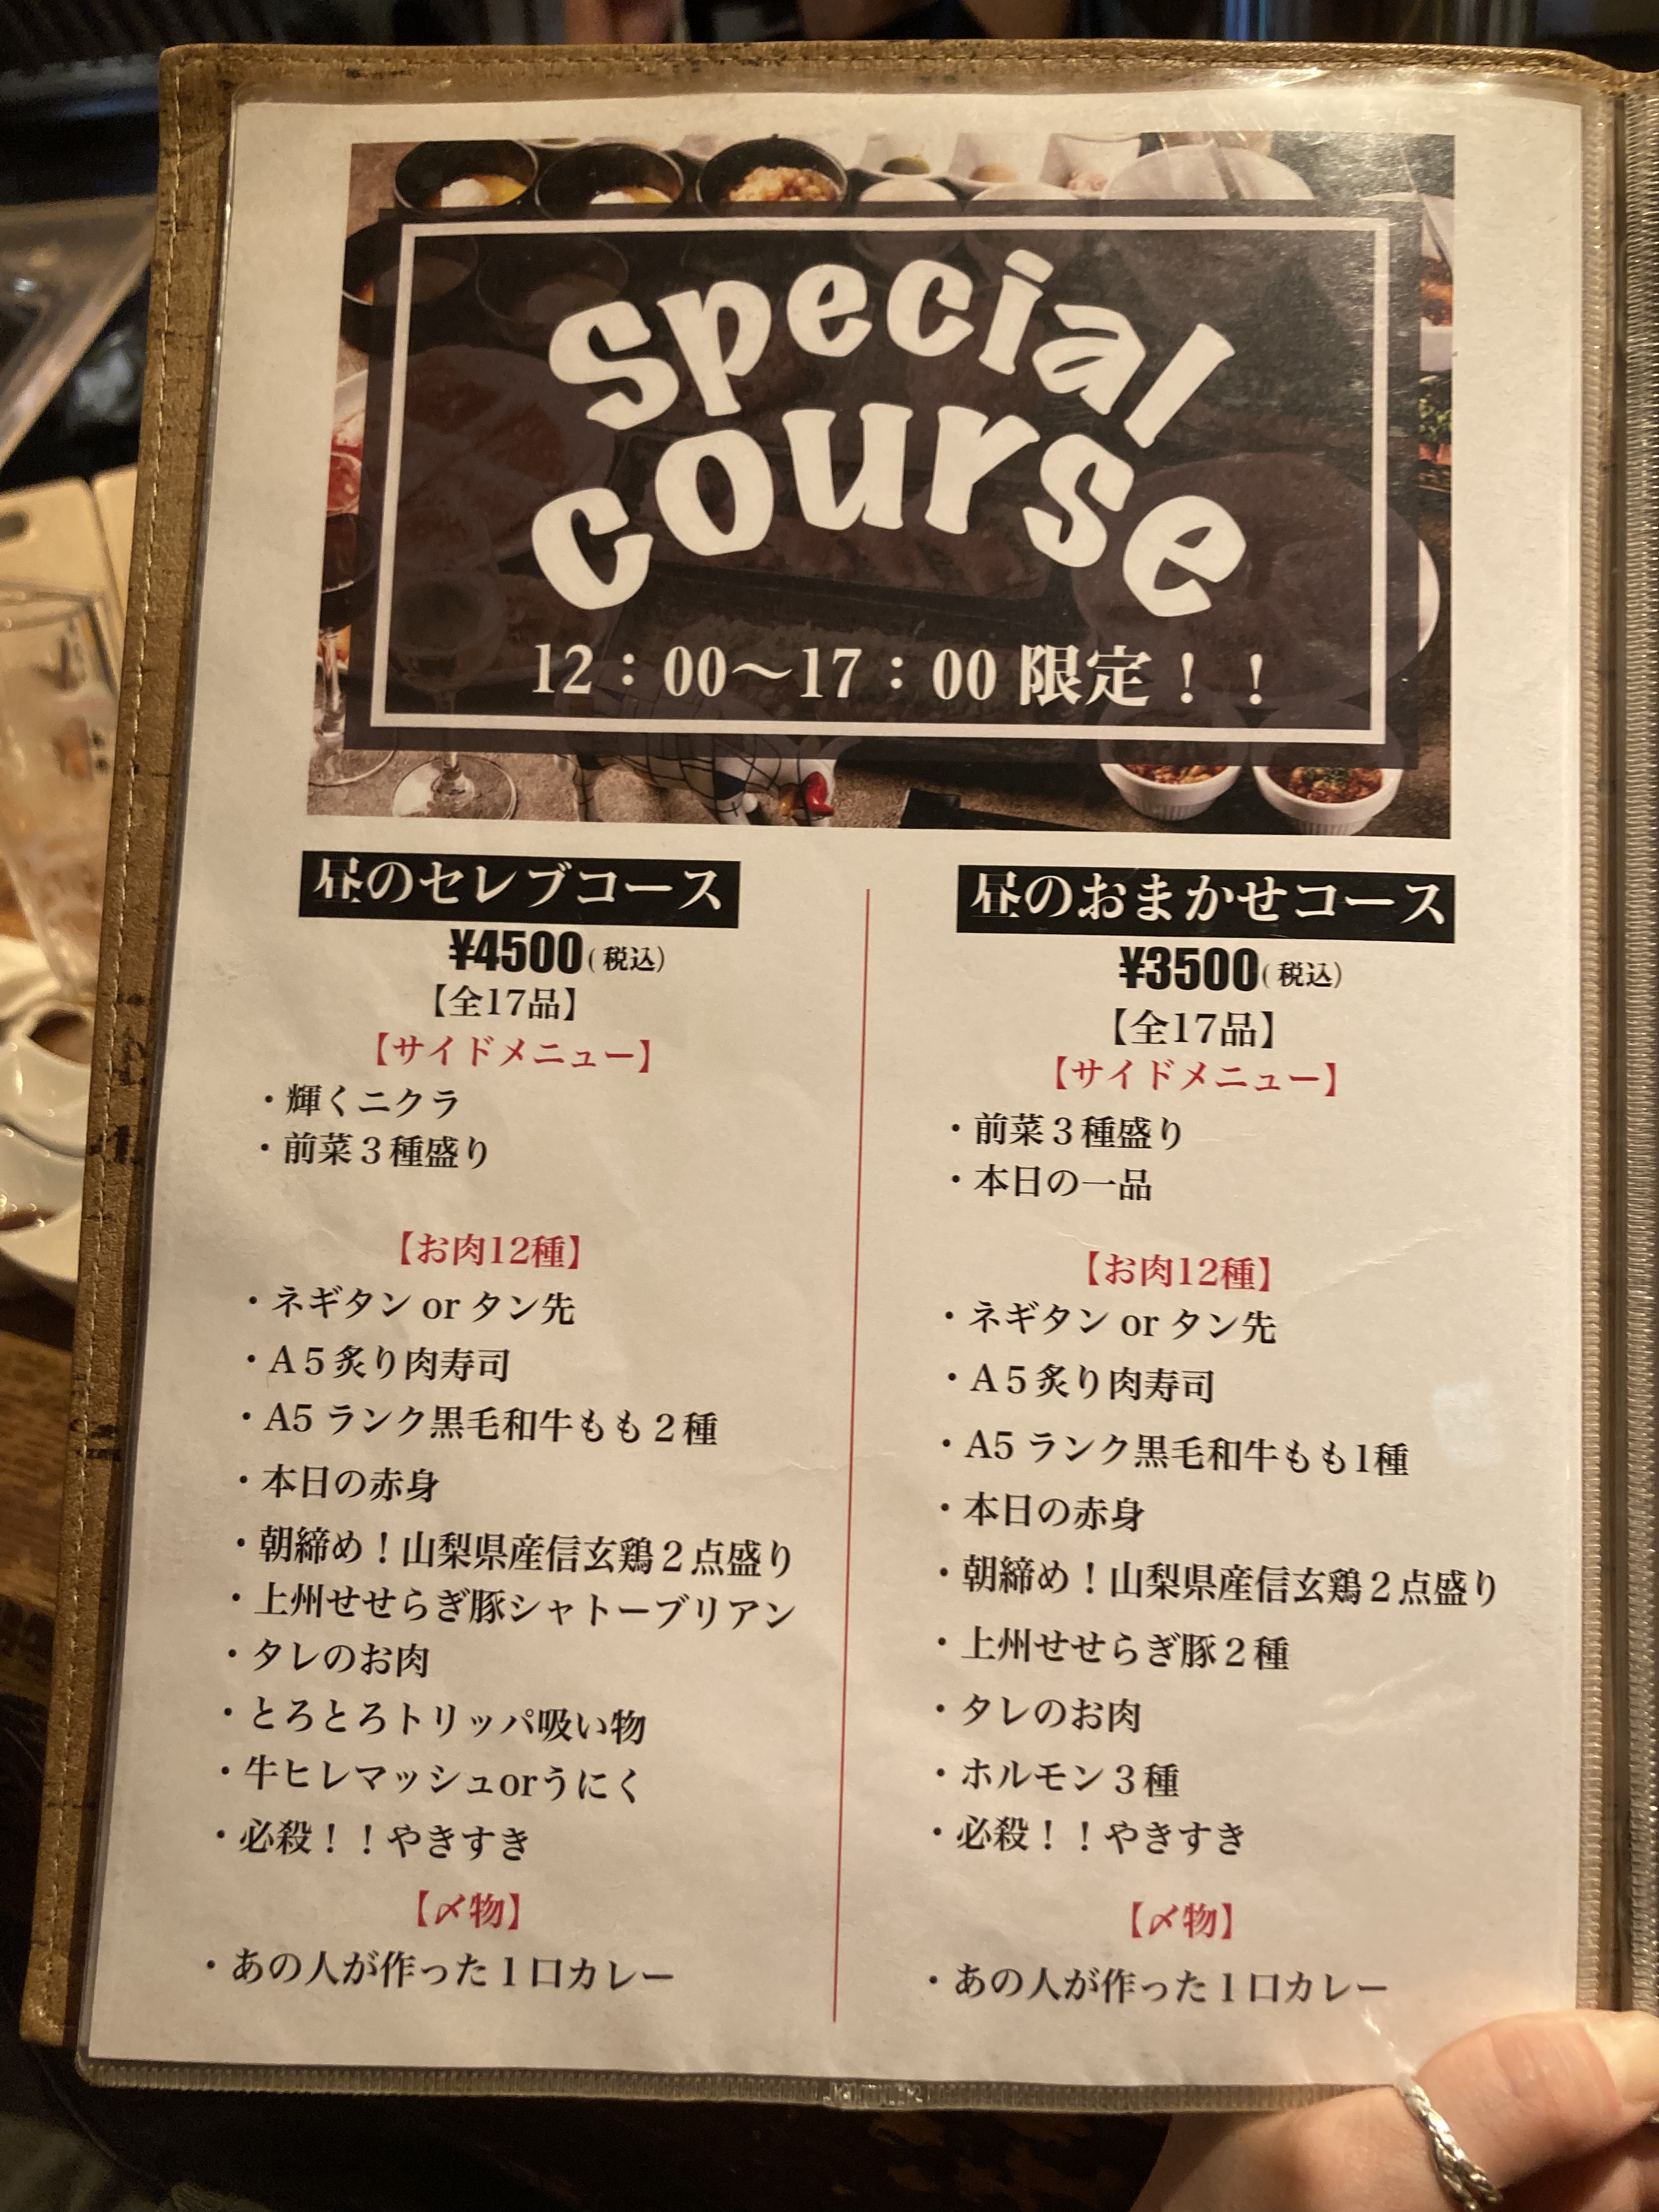 Special
course
12：00～17：00 限定！！
昼のセレブコース
¥4500(税込)
【全17品】
【サイドメニュー】
・輝くニクラ
・前菜３種盛り
【お肉12種】
・ネギタン or タン先
・A５炙り肉寿司
・A5 ランク黒毛和牛もも２種
・本日の赤身
・朝締め！山梨県産信玄鶏２点盛り
・上州せせらぎ豚シャトーブリアン
・タレのお肉
・とろとろトリッパ吸い物
・牛ヒレマッシュorうにく
・必殺！！やきすき
【〆物】
・あの人が作った１口カレー
昼のおまかせコース
¥3500(税込)
【全17品】
【サイドメニュー】
・前菜３種盛り
・本日の一品
【お肉12種】
・ネギタン or タン先
・A５炙り肉寿司
・A5 ランク黒毛和牛もも1種
・本日の赤身
・朝締め！山梨県産信玄鶏２点盛り
・上州せせらぎ豚２種
・タレのお肉
・ホルモン３種
・必殺！！やきすき
【〆物】
・あの人が作った１口カレー